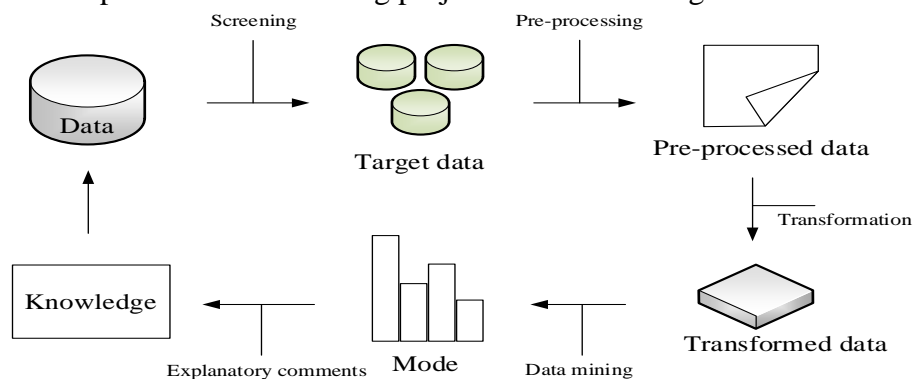 Screening
Pre-processing
Data
Target data
Pre-processed data
Transformation
Knowledge
Mode
Transformed data
Explanatory comments
Data mining